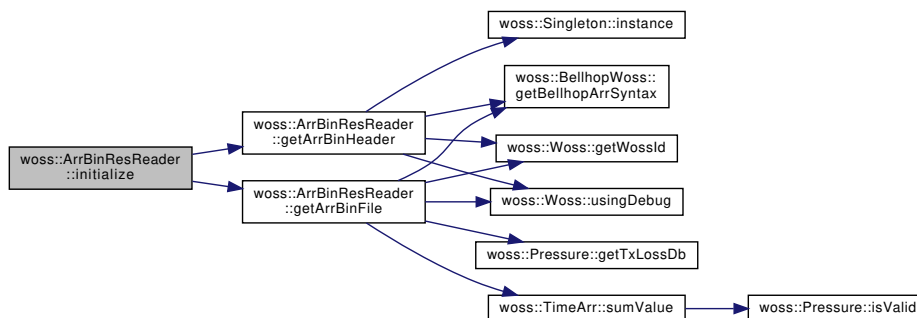 woss::ArrBinResReader
::initialize
woss::ArrBinResReader
::getArrBinHeader
woss::ArrBinResReader
::getArrBinFile
woss::Singleton::instance
woss::BellhopWoss::
getBellhopArrSyntax
woss::Woss::getWossId
woss::Woss::usingDebug
woss::Pressure::getTxLossDb
woss::TimeArr::sumValue
woss::Pressure::isValid